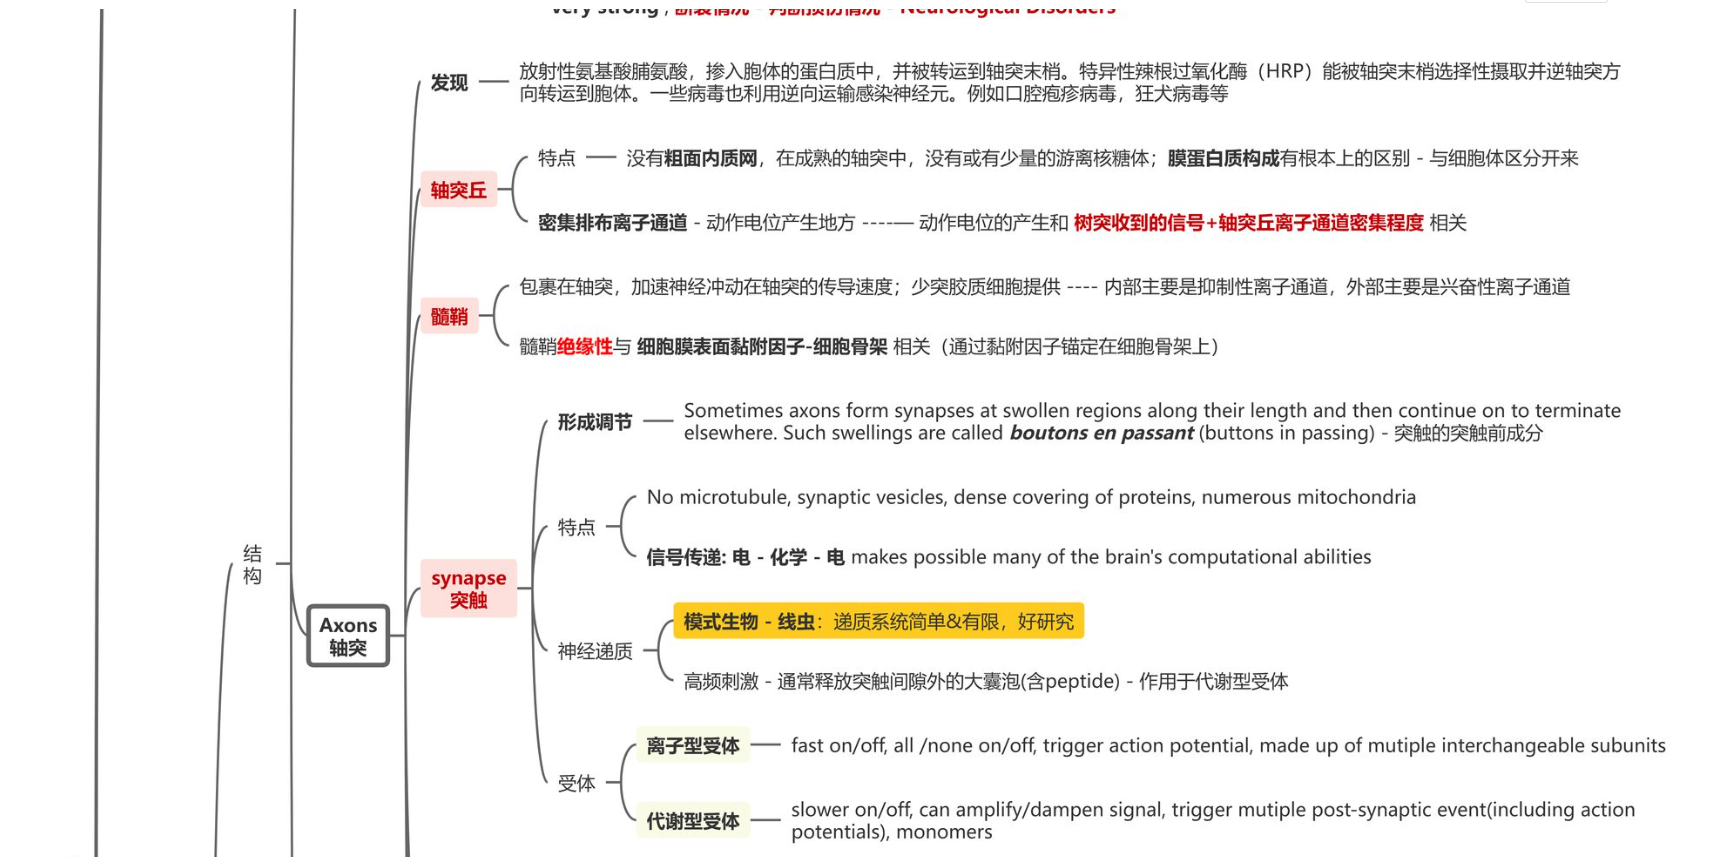 very strong , 断裂情况 - 判断损伤情况 - Neurological Disorders
发现
放射性氨基酸脯氨酸，掺入胞体的蛋白质中，并被转运到轴突末梢。特异性辣根过氧化酶（HRP）能被轴突末梢选择性摄取并逆轴突方
向转运到胞体。一些病毒也利用逆向运输感染神经元。例如口腔疱疹病毒，狂犬病毒等
轴突丘
特点
没有粗面内质网，在成熟的轴突中，没有或有少量的游离核糖体；膜蛋白质构成有根本上的区别 - 与细胞体区分开来
密集排布离子通道 - 动作电位产生地方 ----— 动作电位的产生和 树突收到的信号+轴突丘离子通道密集程度 相关
髓鞘
包裹在轴突，加速神经冲动在轴突的传导速度；少突胶质细胞提供 ---- 内部主要是抑制性离子通道，外部主要是兴奋性离子通道
髓鞘绝缘性与 细胞膜表面黏附因子-细胞骨架 相关（通过黏附因子锚定在细胞骨架上）
结
构
Axons
轴突
synapse
突触
形成调节
Sometimes axons form synapses at swollen regions along their length and then continue on to terminate
elsewhere. Such swellings are called boutons en passant (buttons in passing) - 突触的突触前成分
特点
No microtubule, synaptic vesicles, dense covering of proteins, numerous mitochondria
信号传递: 电 - 化学 - 电 makes possible many of the brain's computational abilities
神经递质
模式生物 - 线虫：递质系统简单&有限，好研究
高频刺激 - 通常释放突触间隙外的大囊泡(含peptide) - 作用于代谢型受体
受体
离子型受体
fast on/off, all /none on/off, trigger action potential, made up of mutiple interchangeable subunits
代谢型受体
slower on/off, can amplify/dampen signal, trigger mutiple post-synaptic event(including action
potentials), monomers